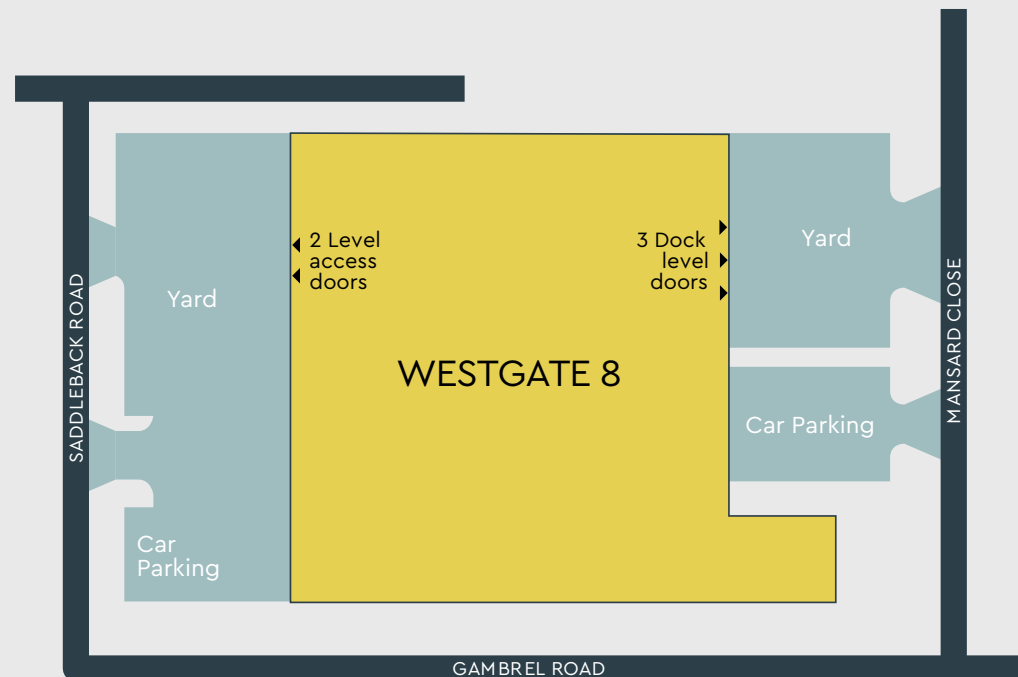 2 Level
access
doors
3 Dock
level
doors
Yard
Yard
SADDLEBACK ROAD
MANSARD CLOSE
WESTGATE 8
Car Parking
Car
Parking
GAMBREL ROAD